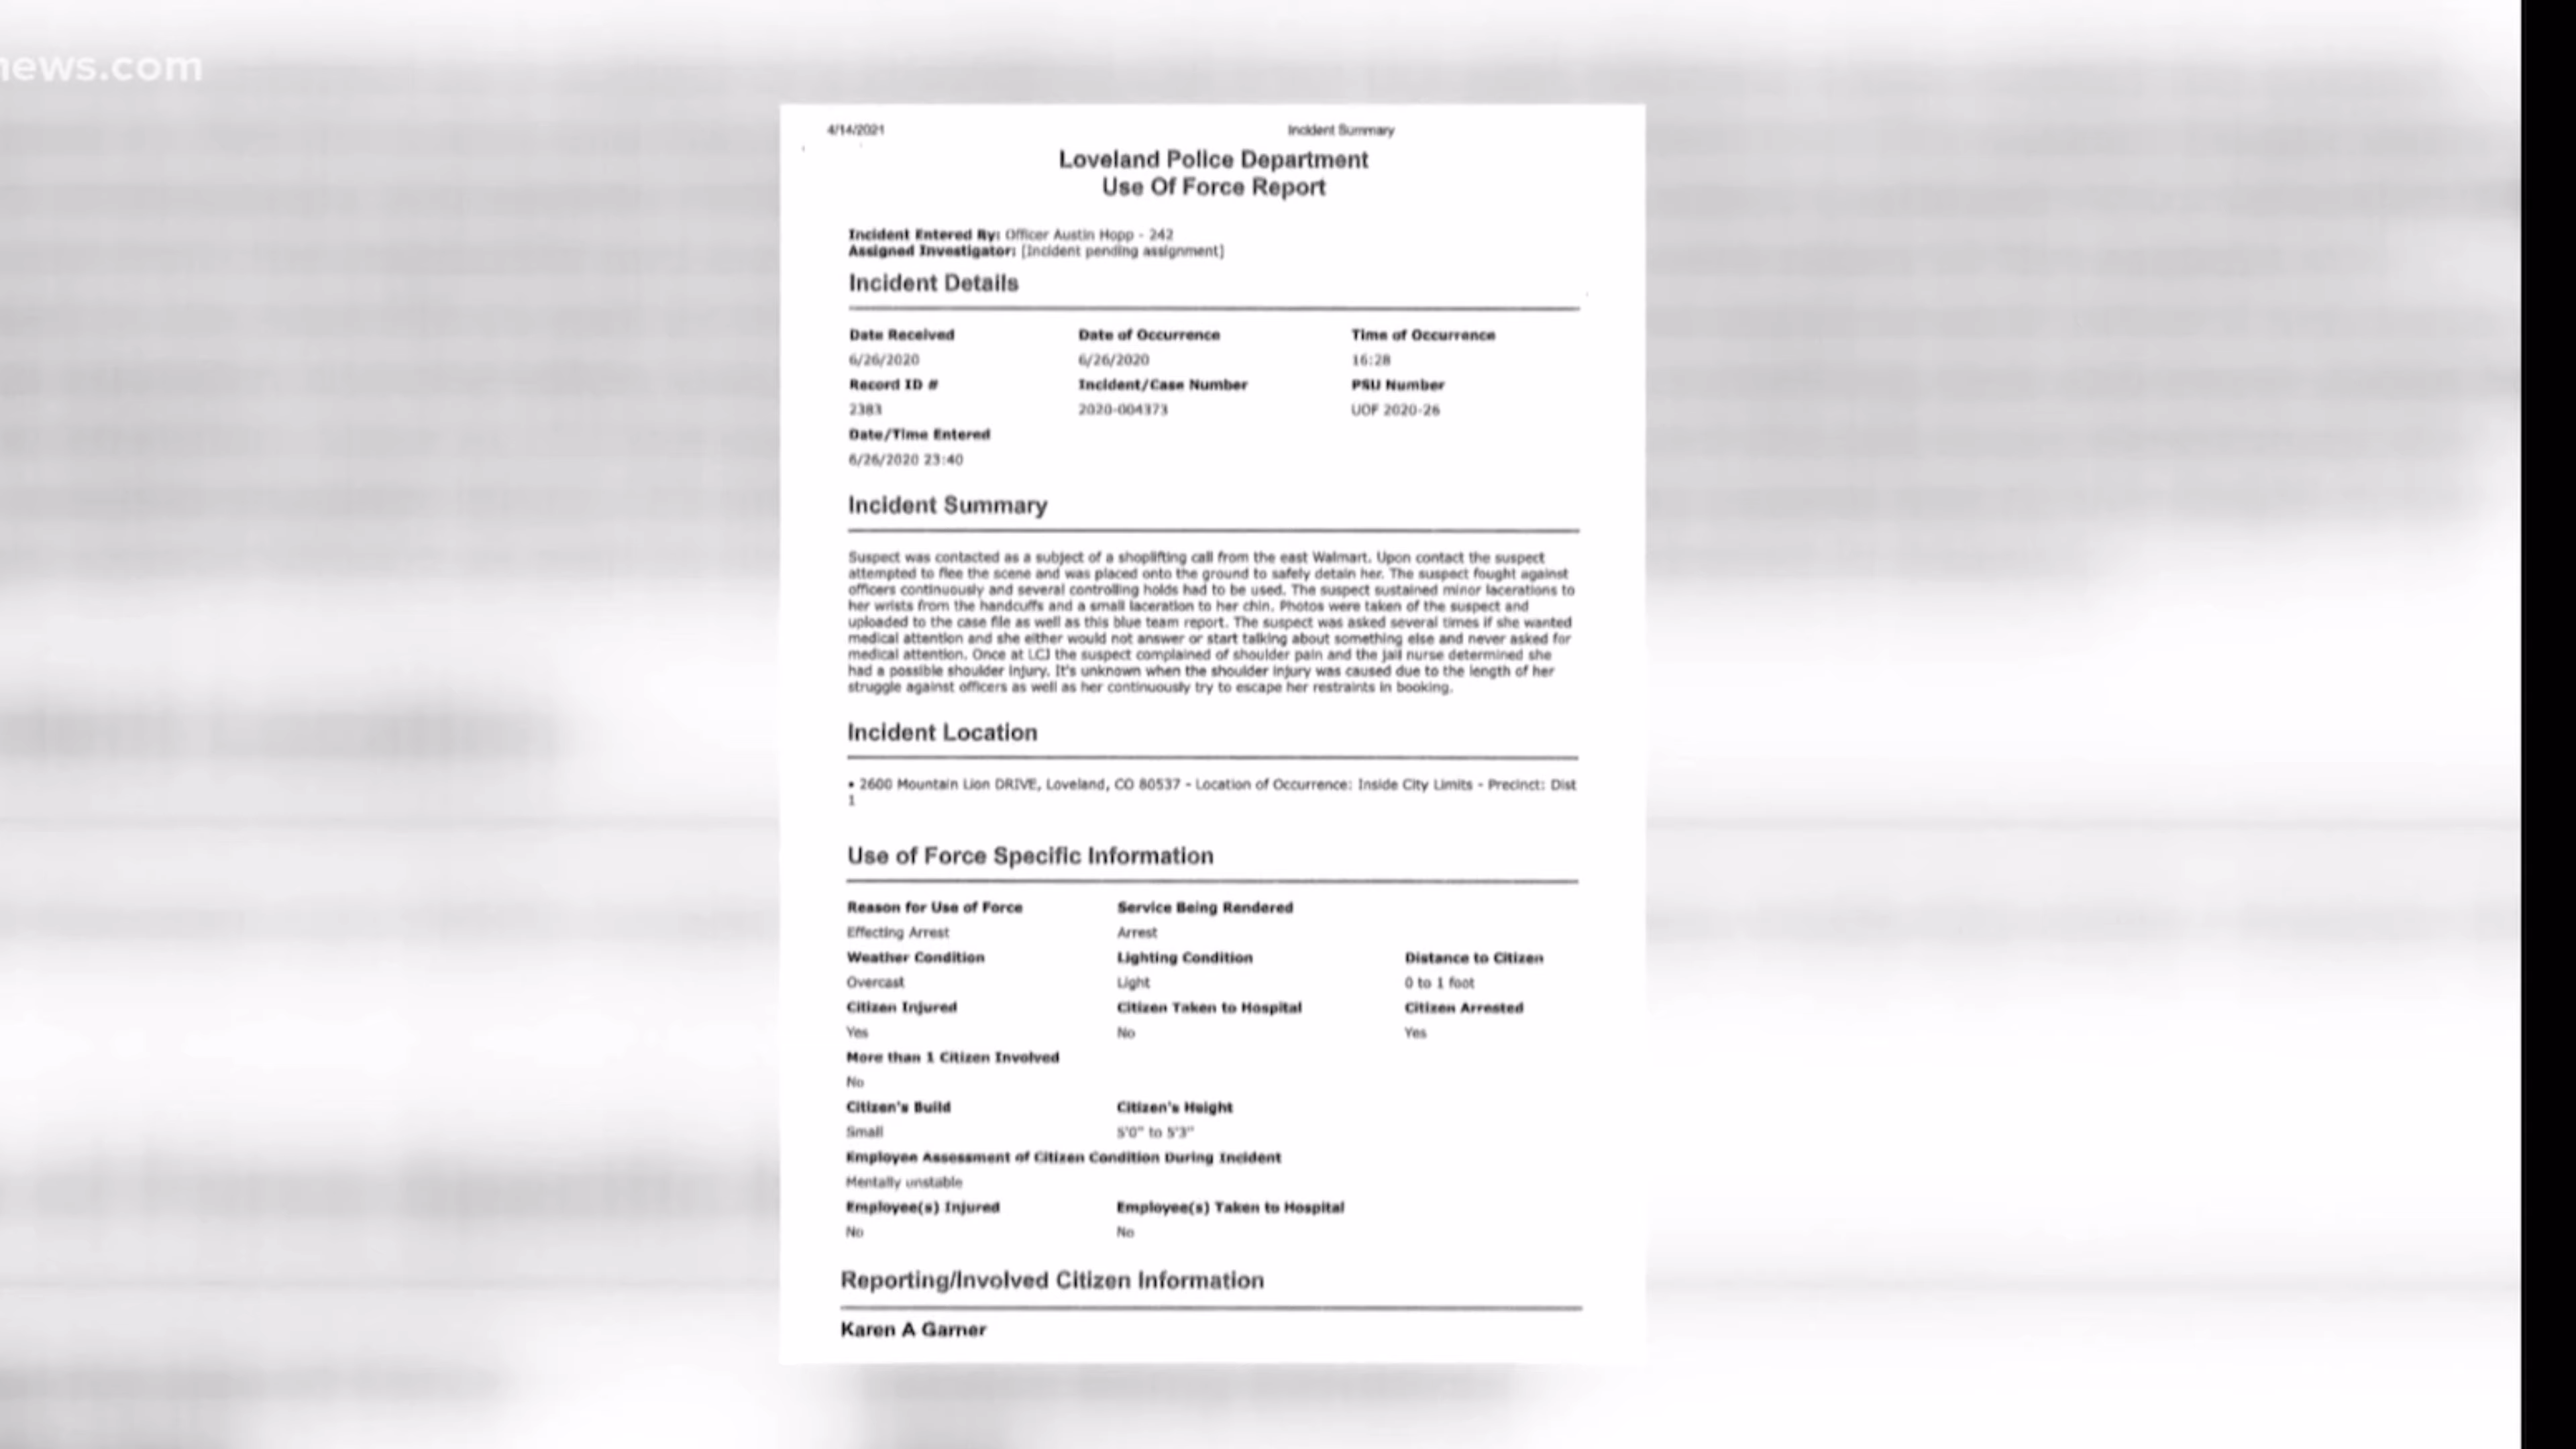 news.com
4/14/2021 Incident Summary
Loveland Police Department
Use Of Force Report
Incident Entered By: Officer Austin Hopp - 242
Assigned Investigator: [Incident pending assignment]
Incident Details
Date Received Date of Occurrence Time of Occurrence
6/26/2020 6/26/2020 16:28
Record ID # Incident/Case Number PSU Number
2383 2020-004373 UOF 2020-26
Date/Time Entered
6/26/2020 23:40
Incident Summary
Suspect was contacted as a subject of a shoplifting call from the east Walmart. Upon contact the suspect
attempted to flee the scene and was placed onto the ground to safely detain her. The suspect fought against
officers continuously and several controlling holds had to be used. The suspect sustained minor lacerations to
her wrists from the handcuffs and a small laceration to her chin. Photos were taken of the suspect and
uploaded to the case file as well as this blue team report. The suspect was asked several times if she wanted
medical attention and she either would not answer or start talking about something else and never asked for
medical attention. Once at LCJ the suspect complained of shoulder pain and the jail nurse determined she
had a possible shoulder injury. It's unknown when the shoulder injury was caused due to the length of her
struggle against officers as well as her continuously try to escape her restraints in booking.
Incident Location
• 2600 Mountain Lion DRIVE, Loveland, CO 80537 - Location of Occurrence: Inside City Limits - Precinct: Dist
1
Use of Force Specific Information
Reason for Use of Force Service Being Rendered
Effecting Arrest Arrest
Weather Condition Lighting Condition Distance to Citizen
Overcast Light 0 to 1 foot
Citizen Injured Citizen Taken to Hospital Citizen Arrested
Yes No Yes
More than 1 Citizen Involved
No
Citizen's Build Citizen's Height
Small 5'0" to 5'3"
Employee Assessment of Citizen Condition During Incident
Mentally unstable
Employee(s) Injured Employee(s) Taken to Hospital
No No
Reporting/Involved Citizen Information
Karen A Garner